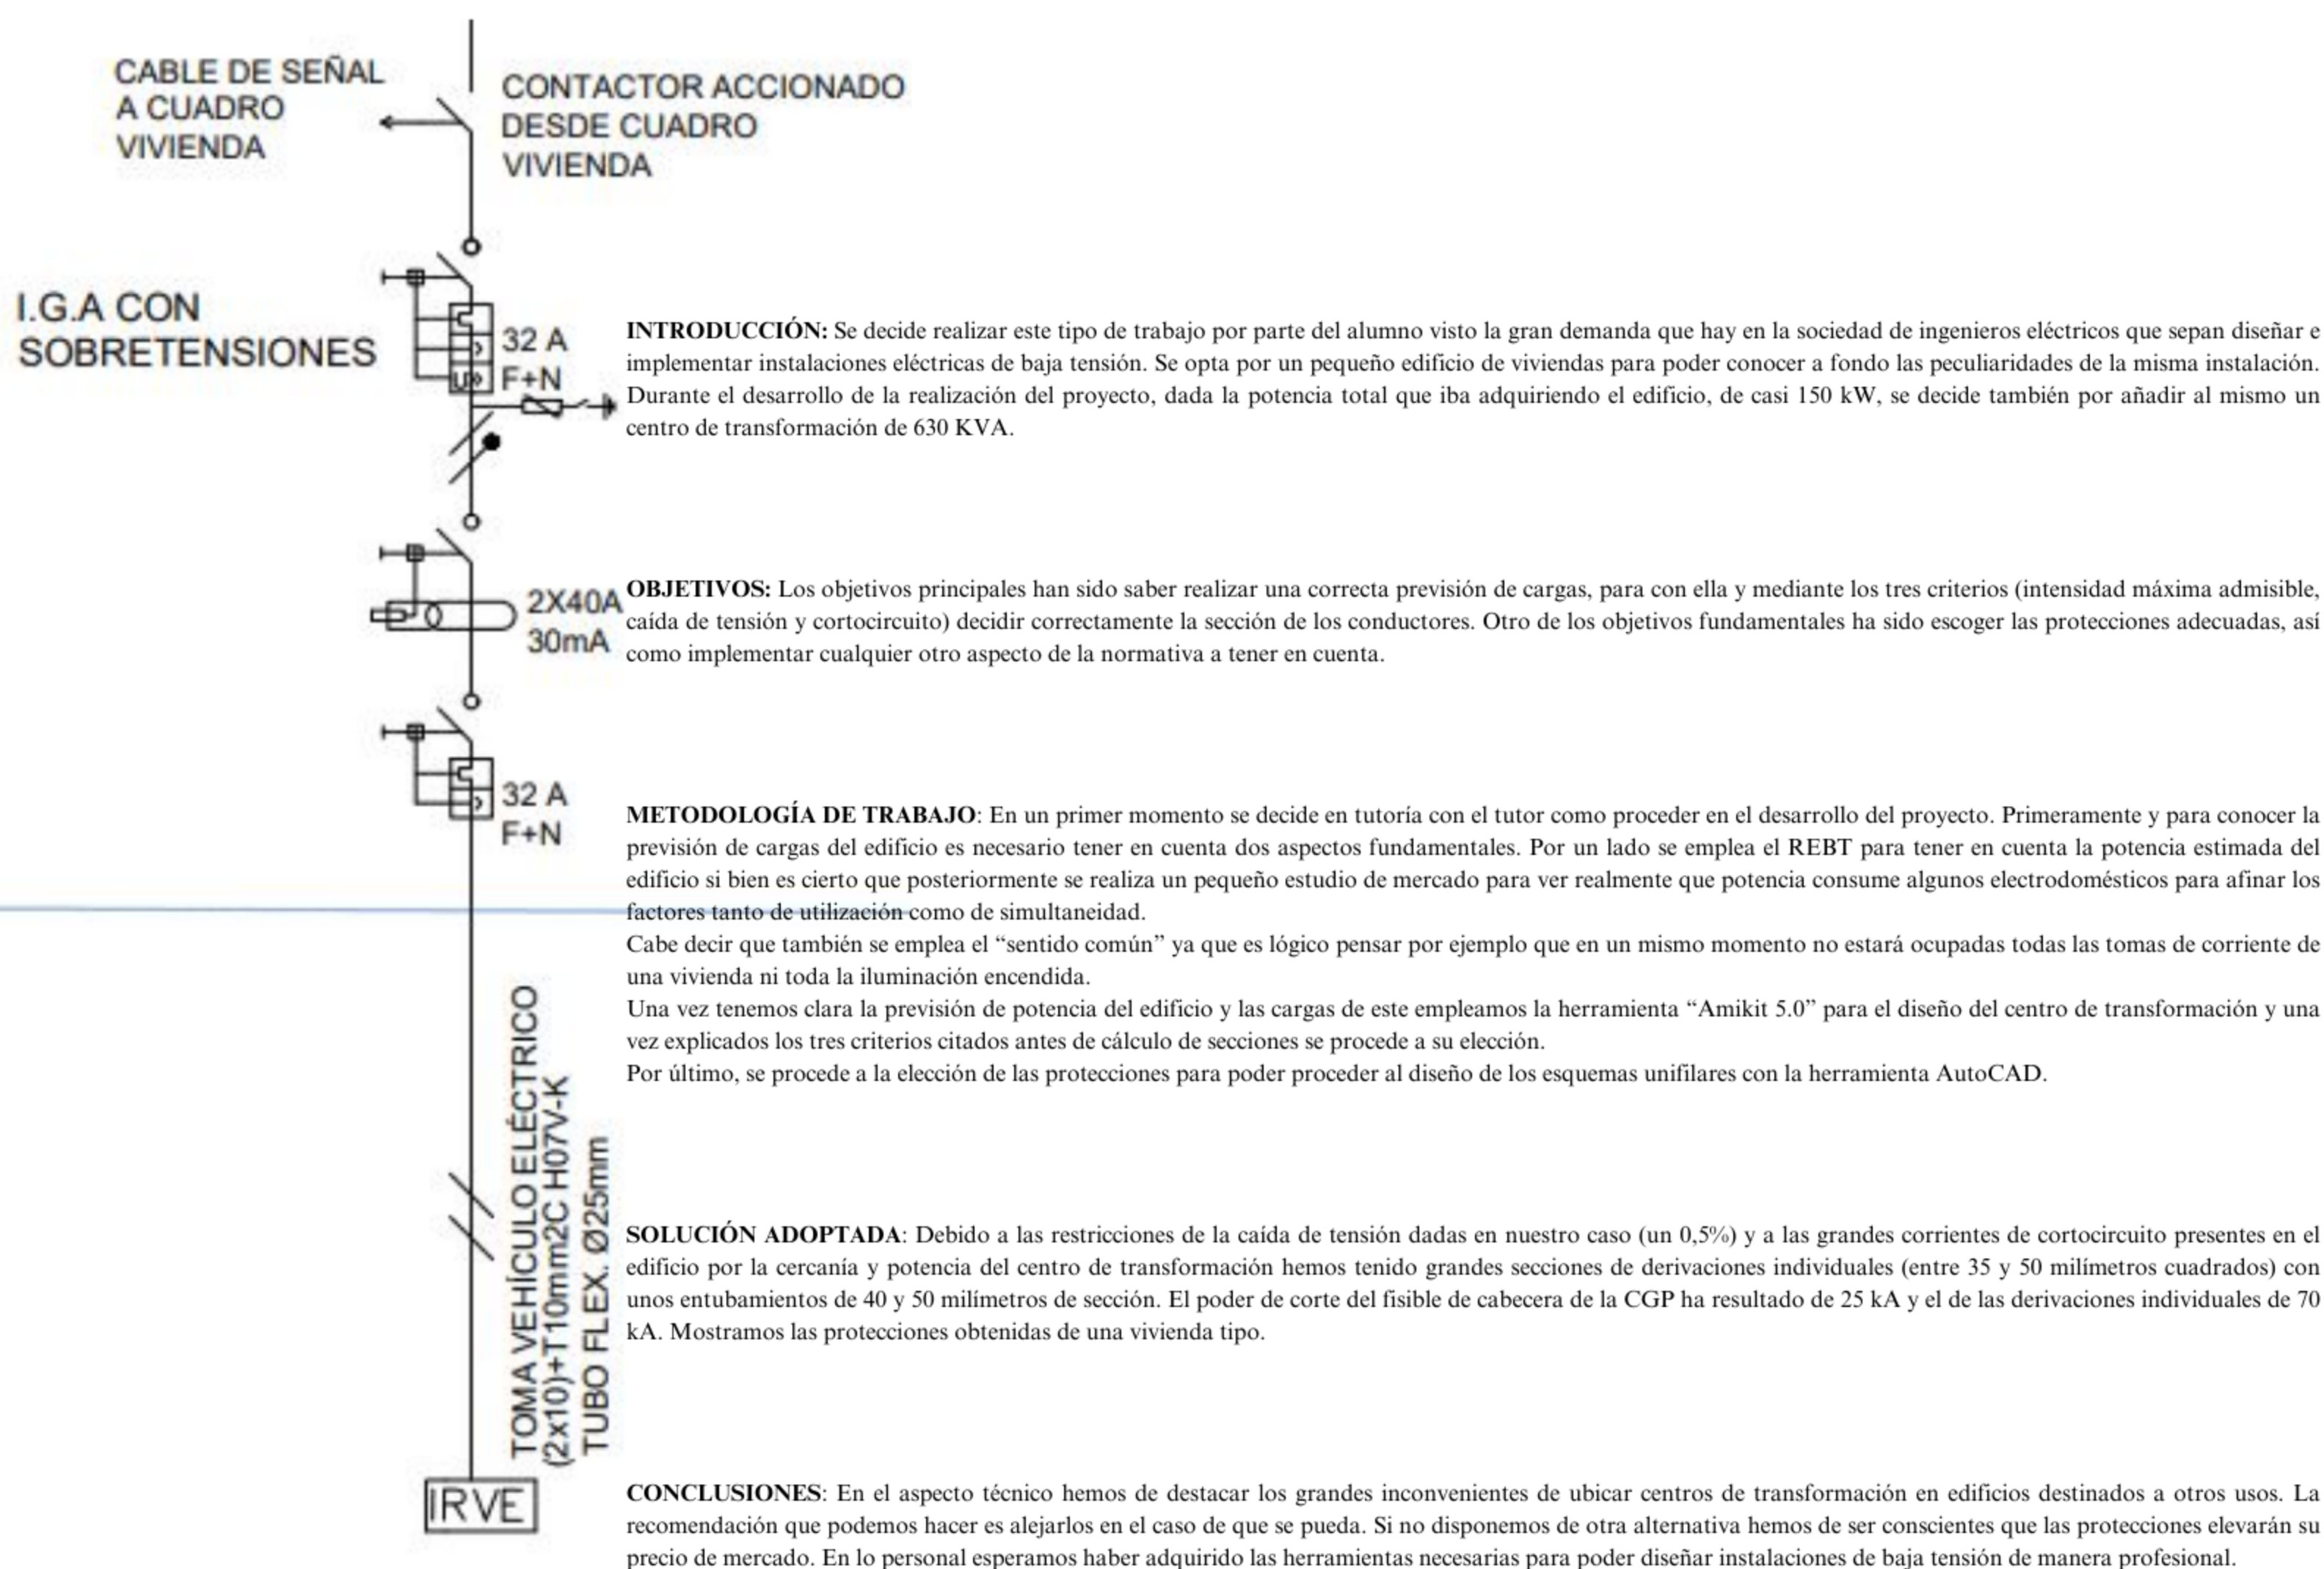 CABLE DE SEÑAL
A CUADRO
VIVIENDA
CONTACTOR ACCIONADO
DESDE CUADRO
VIVIENDA
I.G.A CON
SOBRETENSIONES
32 A
F+N
U>
2X40A
30mA
32 A
F+N
TOMA VEHÍCULO ELÉCTRICO
(2x10)+T10mm2C H07V-K
TUBO FLEX. Ø25mm
IRVE
INTRODUCCIÓN: Se decide realizar este tipo de trabajo por parte del alumno visto la gran demanda que hay en la sociedad de ingenieros eléctricos que sepan diseñar e
implementar instalaciones eléctricas de baja tensión. Se opta por un pequeño edificio de viviendas para poder conocer a fondo las peculiaridades de la misma instalación.
Durante el desarrollo de la realización del proyecto, dada la potencia total que iba adquiriendo el edificio, de casi 150 kW, se decide también por añadir al mismo un
centro de transformación de 630 KVA.
OBJETIVOS: Los objetivos principales han sido saber realizar una correcta previsión de cargas, para con ella y mediante los tres criterios (intensidad máxima admisible,
caída de tensión y cortocircuito) decidir correctamente la sección de los conductores. Otro de los objetivos fundamentales ha sido escoger las protecciones adecuadas, así
como implementar cualquier otro aspecto de la normativa a tener en cuenta.
METODOLOGÍA DE TRABAJO: En un primer momento se decide en tutoría con el tutor como proceder en el desarrollo del proyecto. Primeramente y para conocer la
previsión de cargas del edificio es necesario tener en cuenta dos aspectos fundamentales. Por un lado se emplea el REBT para tener en cuenta la potencia estimada del
edificio si bien es cierto que posteriormente se realiza un pequeño estudio de mercado para ver realmente que potencia consume algunos electrodomésticos para afinar los
factores tanto de utilización como de simultaneidad.
Cabe decir que también se emplea el “sentido común” ya que es lógico pensar por ejemplo que en un mismo momento no estará ocupadas todas las tomas de corriente de
una vivienda ni toda la iluminación encendida.
Una vez tenemos clara la previsión de potencia del edificio y las cargas de este empleamos la herramienta “Amikit 5.0” para el diseño del centro de transformación y una
vez explicados los tres criterios citados antes de cálculo de secciones se procede a su elección.
Por último, se procede a la elección de las protecciones para poder proceder al diseño de los esquemas unifilares con la herramienta AutoCAD.
SOLUCIÓN ADOPTADA: Debido a las restricciones de la caída de tensión dadas en nuestro caso (un 0,5%) y a las grandes corrientes de cortocircuito presentes en el
edificio por la cercanía y potencia del centro de transformación hemos tenido grandes secciones de derivaciones individuales (entre 35 y 50 milímetros cuadrados) con
unos entubamientos de 40 y 50 milímetros de sección. El poder de corte del fisible de cabecera de la CGP ha resultado de 25 kA y el de las derivaciones individuales de 70
kA. Mostramos las protecciones obtenidas de una vivienda tipo.
CONCLUSIONES: En el aspecto técnico hemos de destacar los grandes inconvenientes de ubicar centros de transformación en edificios destinados a otros usos. La
recomendación que podemos hacer es alejarlos en el caso de que se pueda. Si no disponemos de otra alternativa hemos de ser conscientes que las protecciones elevarán su
precio de mercado. En lo personal esperamos haber adquirido las herramientas necesarias para poder diseñar instalaciones de baja tensión de manera profesional.